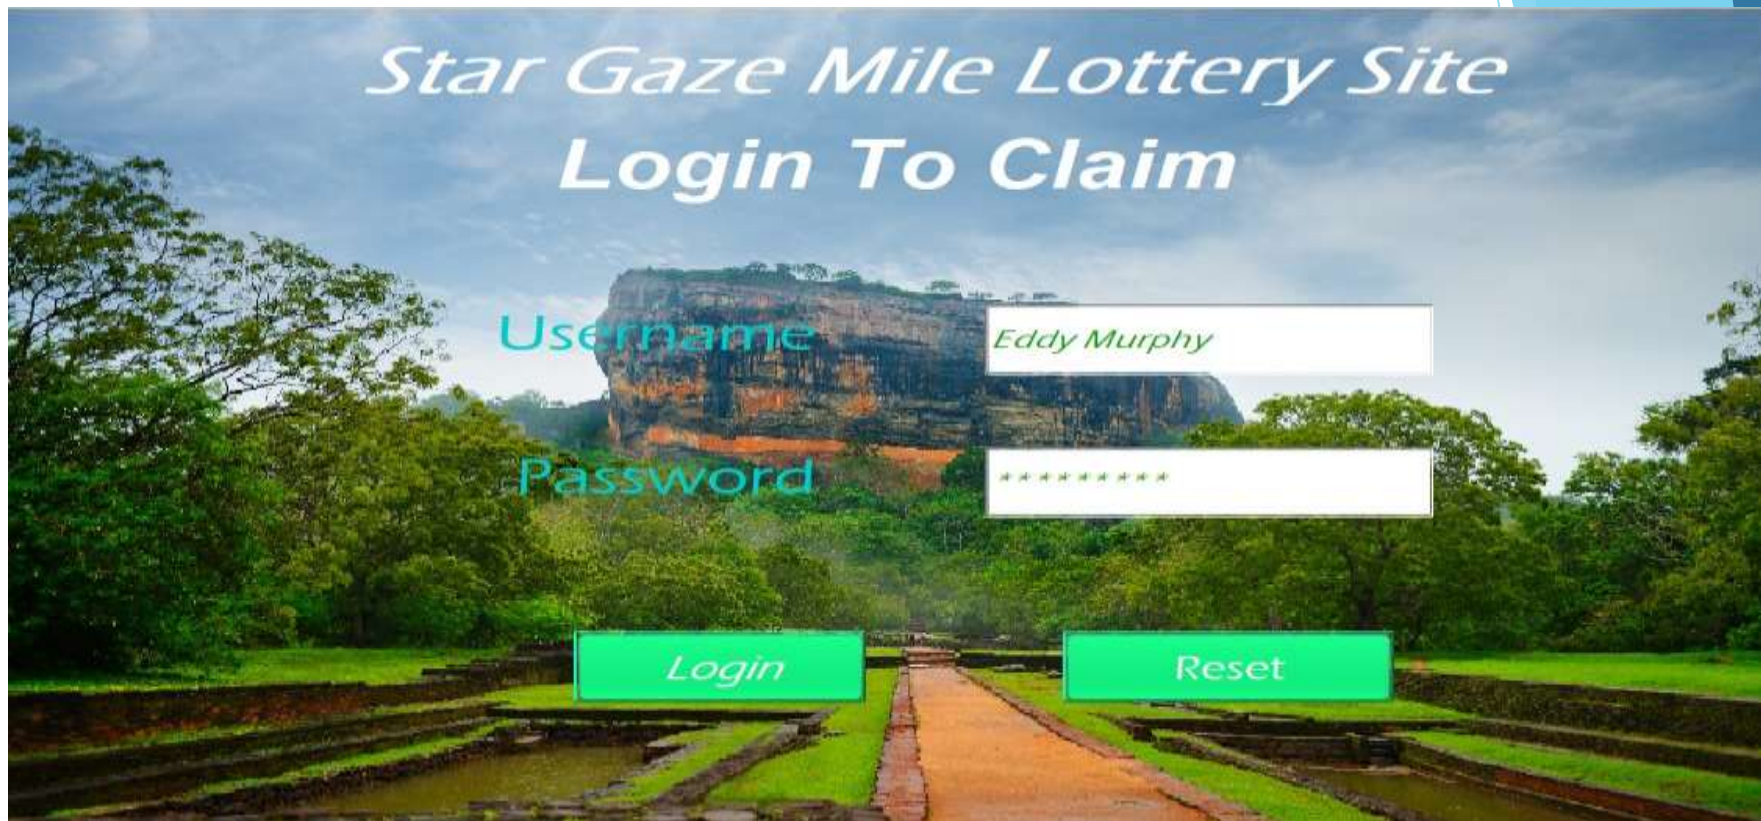 Star Gaze Mile Lottery Site
Login To Claim
Username Eddy Murphy
Password *********
Login Reset